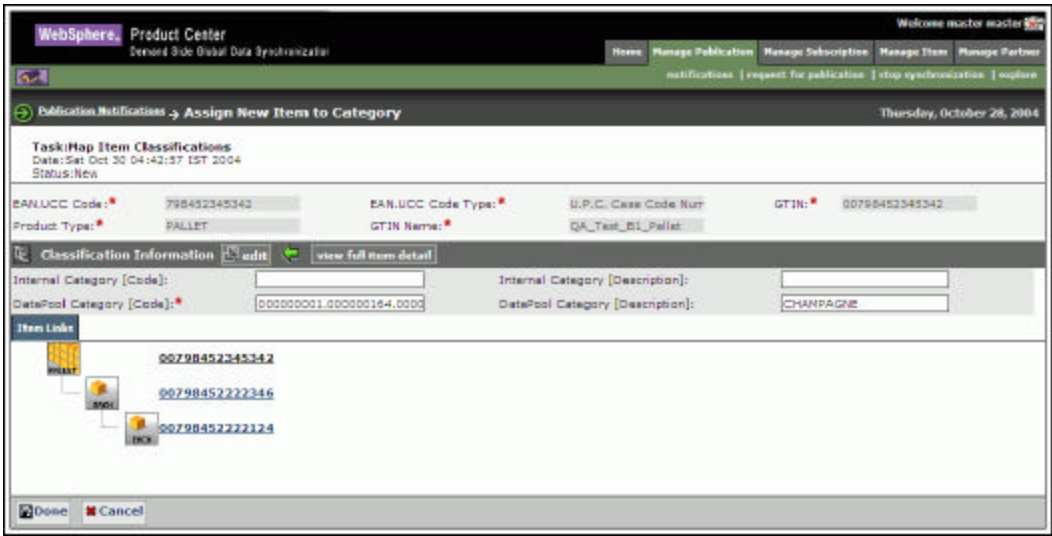 WebSphere. Product Center
Demand Side Global Data Synchronization
Welcome master master
Home Manage Publication Manage Subscription Manage Item Manage Partner
notifications | request for publication | stop synchronization | explore
Publication Notifications → Assign New Item to Category Thursday, October 28, 2004
Task:Map Item Classifications
Date:Sat Oct 30 04:42:57 IST 2004
Status:New
EAN.UCC Code:* 798452345342 EAN.UCC Code Type:* U.P.C. Case Code Num GTIN:* 00798452345342
Product Type:* PALLET GTIN Name:* QA_Test_B1_Pallet
Classification Information edit view full item detail
Internal Category [Code]: Internal Category [Description]:
DataPool Category [Code]:* 000000001.000000164.0000 DataPool Category [Description]: CHAMPAGNE
Item Links
PALLET 00798452345342
00798452222346
EACH 00798452222124
Done Cancel